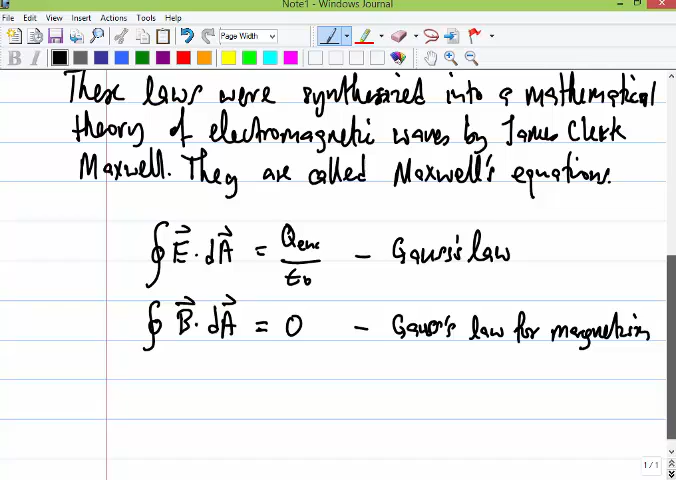 Note1 - Windows Journal
File Edit View Insert Actions Tools Help
Page Width
B I
These laws were synthesized into a mathematical
theory of electromagnetic waves by James Clerk
Maxwell. They are called Maxwell's equations.
∮ E⃗ · dA⃗ = Qenc/ε0 - Gauss's law
∮ B⃗ · dA⃗ = 0 - Gauss's law for magnetism
1 / 1